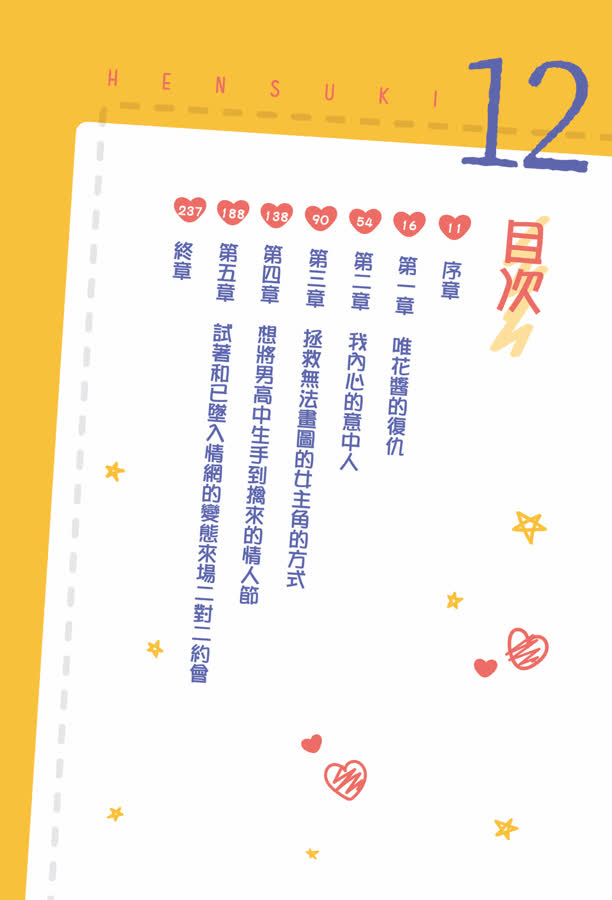 HENSUKI
12
目次
11 序章
16 第一章 唯花醬的復仇
54 第二章 我內心的意中人
90 第三章 拯救無法畫圖的女主角的方式
138 第四章 想將男高中生手到擒來的情人節
188 第五章 試著和已墜入情網的變態來場二對二約會
237 終章